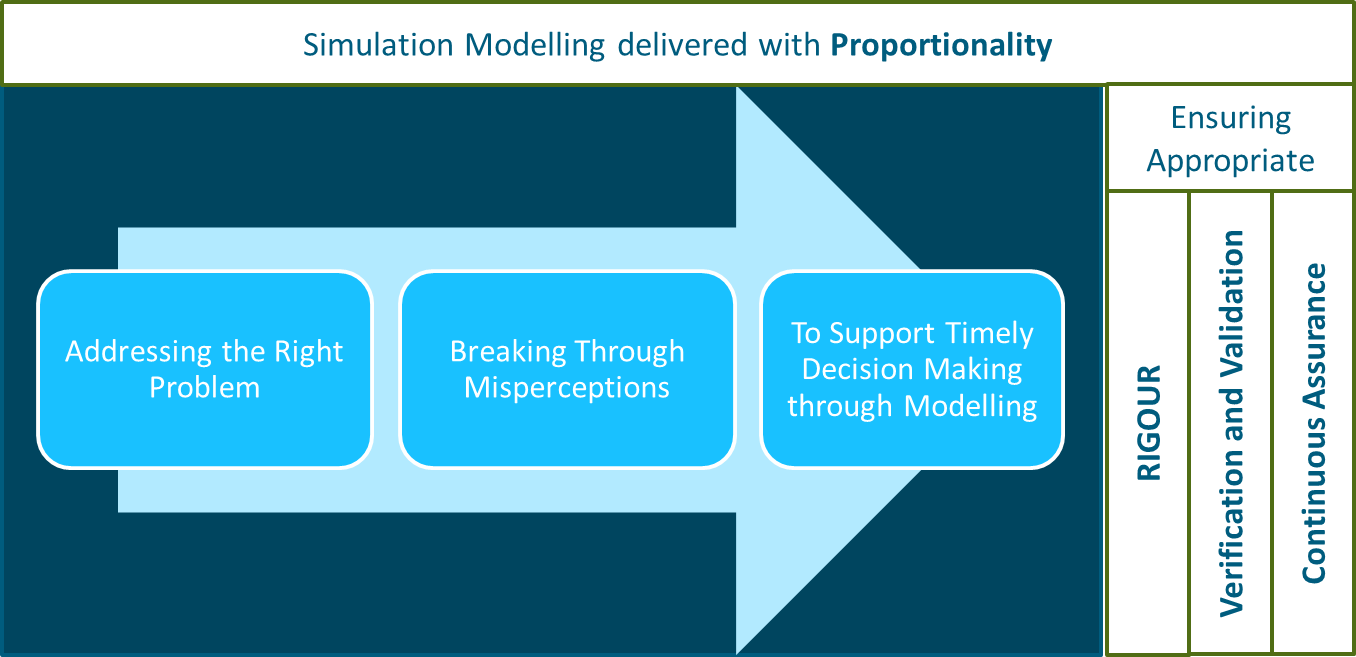 Simulation Modelling delivered with Proportionality
Addressing the Right
Problem
Breaking Through
Misperceptions
To Support Timely
Decision Making
through Modelling
Ensuring
Appropriate
RIGOUR
Verification and Validation
Continuous Assurance